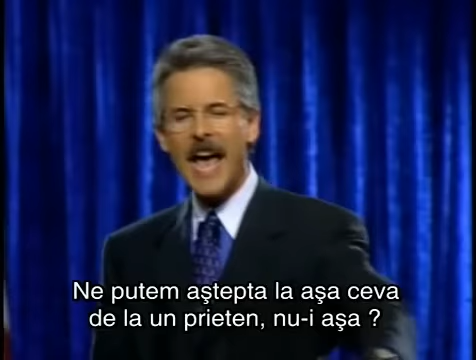 Ne putem aştepta la aşa ceva
de la un prieten, nu-i aşa ?